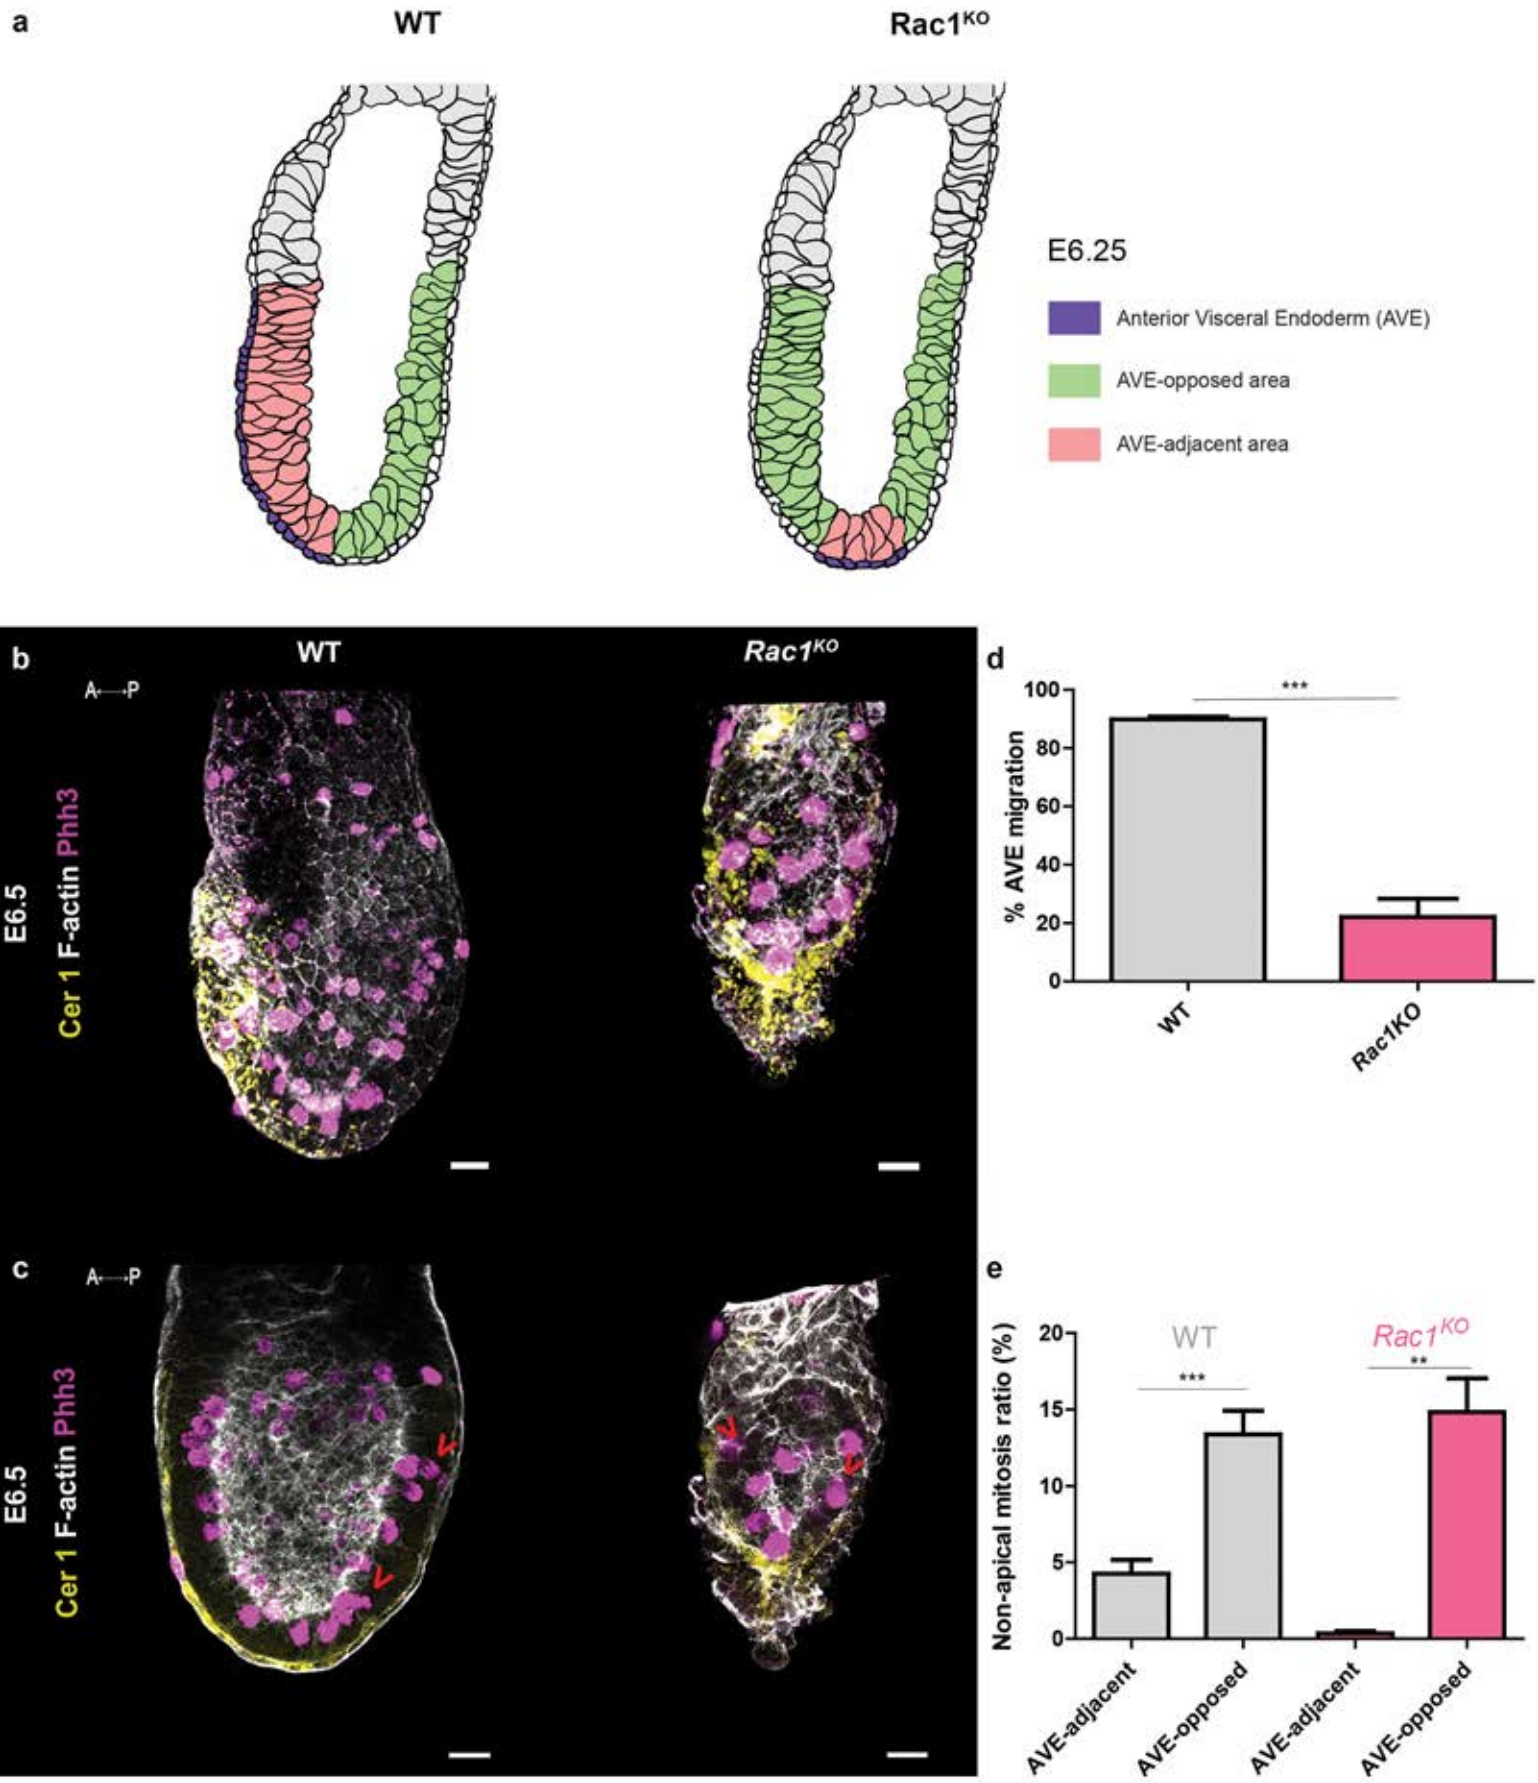 a
WT
Rac1KO
E6.25
Anterior Visceral Endoderm (AVE)
AVE-opposed area
AVE-adjacent area
b
WT
Rac1KO
A P
E6.5
Cer 1 F-actin Phh3
c
A P
E6.5
Cer 1 F-actin Phh3
d
% AVE migration
100
80
60
40
20
0
***
WT
Rac1KO
e
Non-apical mitosis ratio (%)
20
15
10
5
0
WT
Rac1KO
***
**
AVE-adjacent
AVE-opposed
AVE-adjacent
AVE-opposed